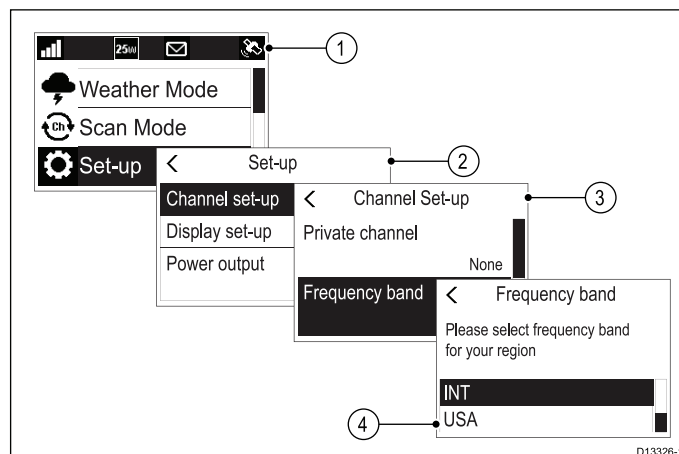 25W
1
Weather Mode
Ch
Scan Mode
Set-up
Set-up
2
Channel set-up
Display set-up
Power output
Channel Set-up
3
Private channel
None
Frequency band
Frequency band
Please select frequency band
for your region
INT
USA
4